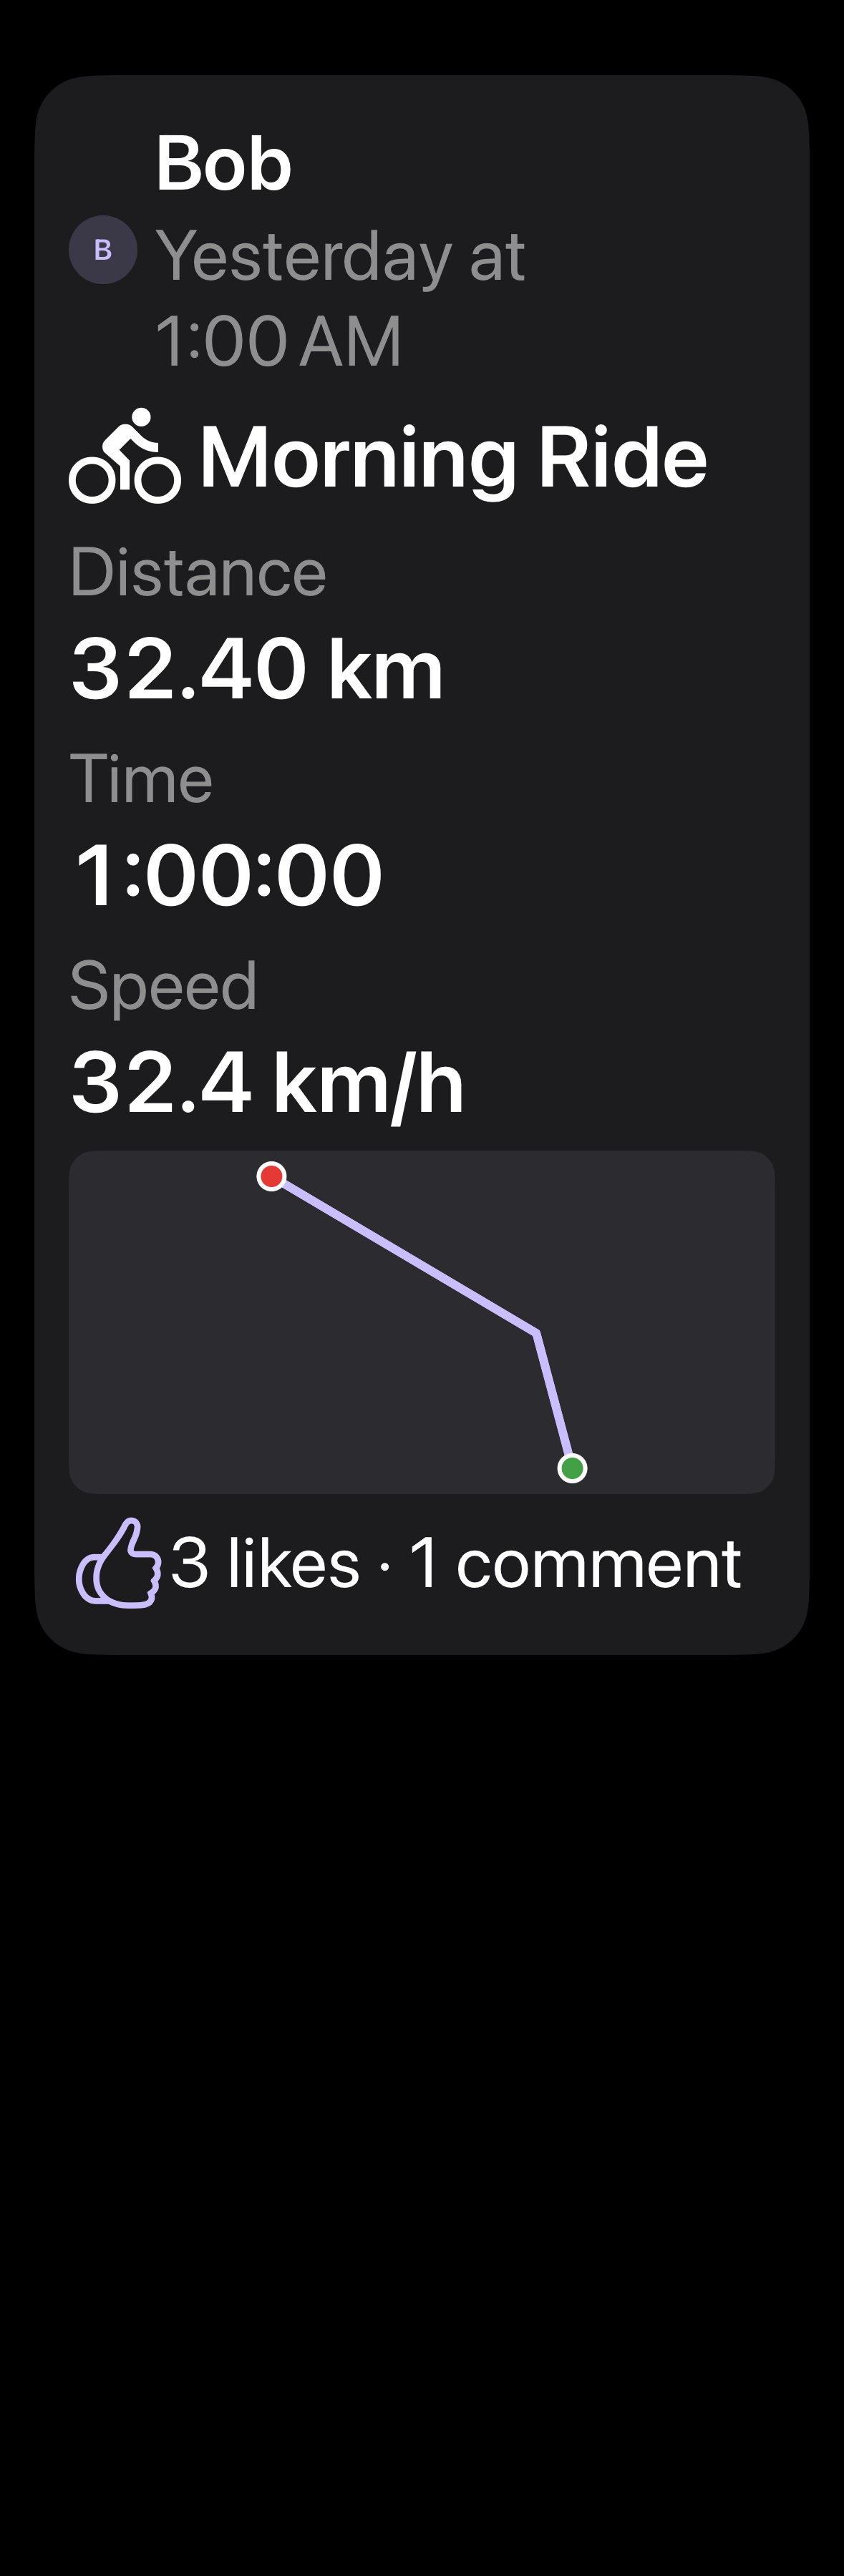 Bob
B
Yesterday at
1:00 AM
Morning Ride
Distance
32.40 km
Time
1:00:00
Speed
32.4 km/h
3 likes · 1 comment